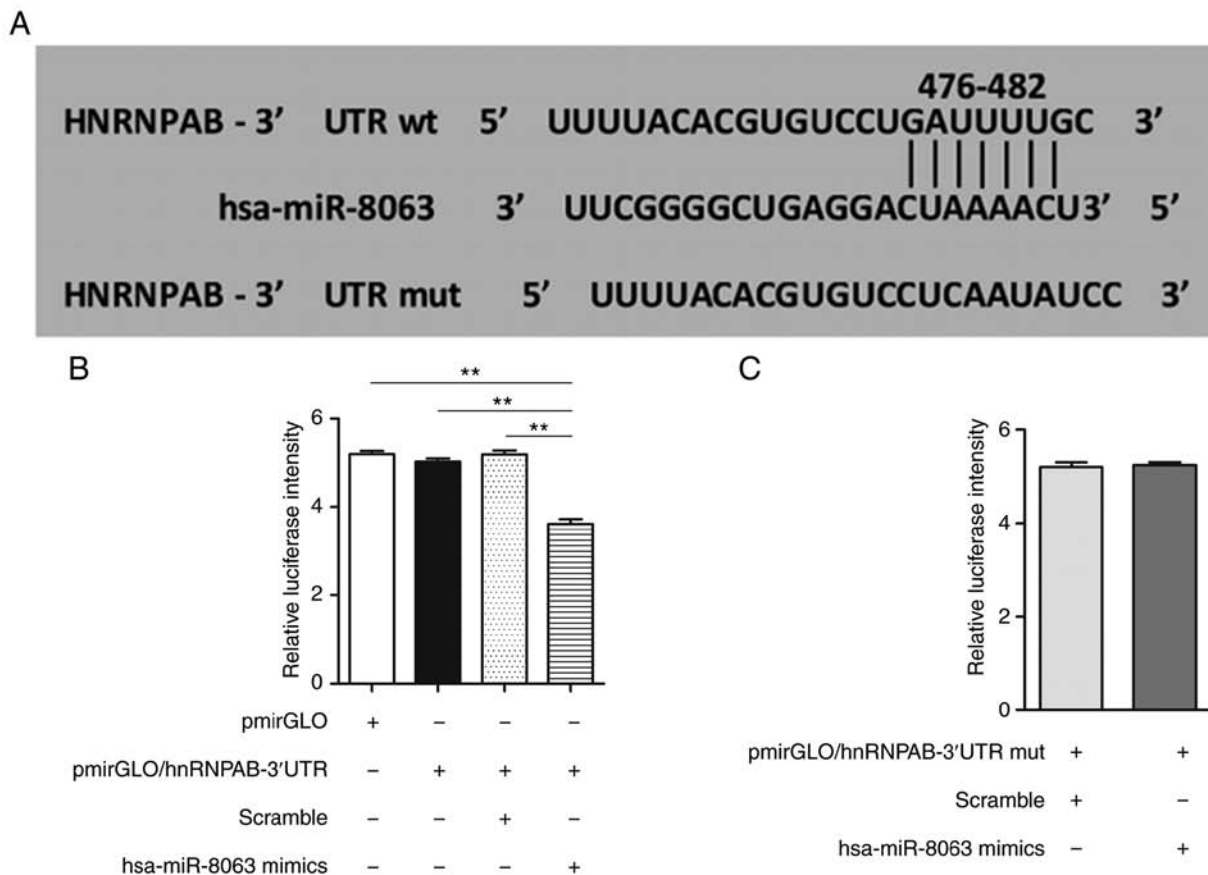 A
476-482
HNRNPAB - 3’ UTR wt 5’ UUUUACACGUGUCCUGAUUUUGC 3’
hsa-miR-8063 3’ UUCGGGGCUGAGGACUAAAACU3’ 5’
HNRNPAB - 3’ UTR mut 5’ UUUUACACGUGUCCUCAAUAUCC 3’
B
**
**
**
Relative luciferase intensity
6
4
2
0
pmirGLO + – – –
pmirGLO/hnRNPAB-3′UTR – + + +
Scramble – – + –
hsa-miR-8063 mimics – – – +
C
Relative luciferase intensity
6
4
2
0
pmirGLO/hnRNPAB-3′UTR mut + +
Scramble + –
hsa-miR-8063 mimics – +